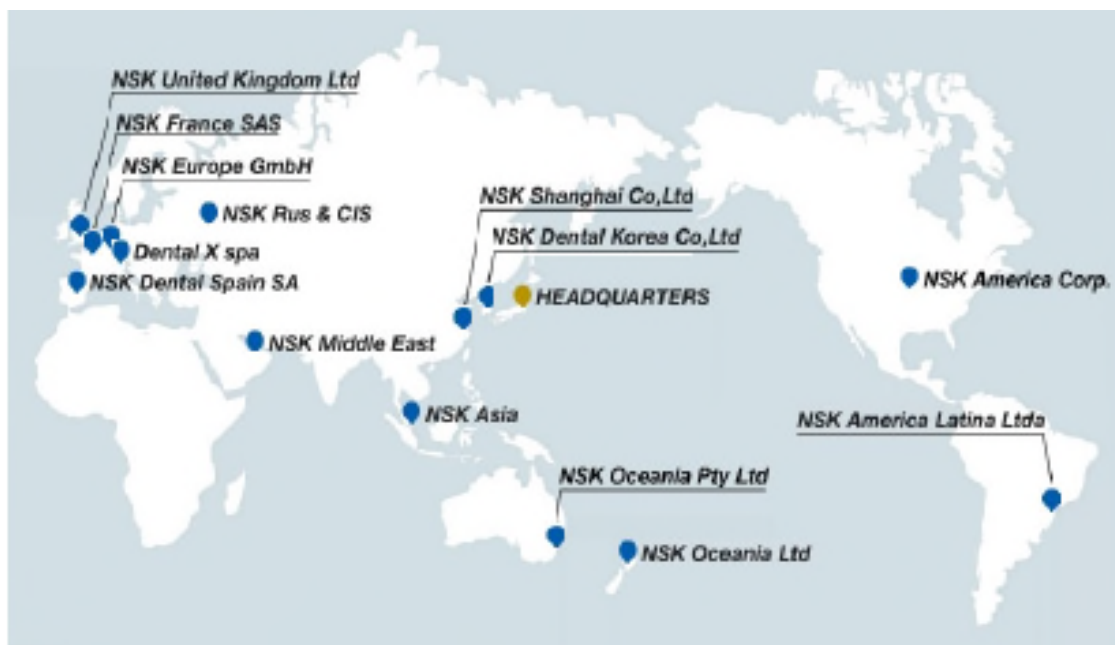 NSK United Kingdom Ltd
NSK France SAS
NSK Europe GmbH
NSK Shanghai Co,Ltd
NSK Rus & CIS
NSK Dental Korea Co,Ltd
Dental X spa
NSK Dental Spain SA
NSK America Corp.
HEADQUARTERS
NSK Middle East
NSK Asia
NSK America Latina Ltda
NSK Oceania Pty Ltd
NSK Oceania Ltd